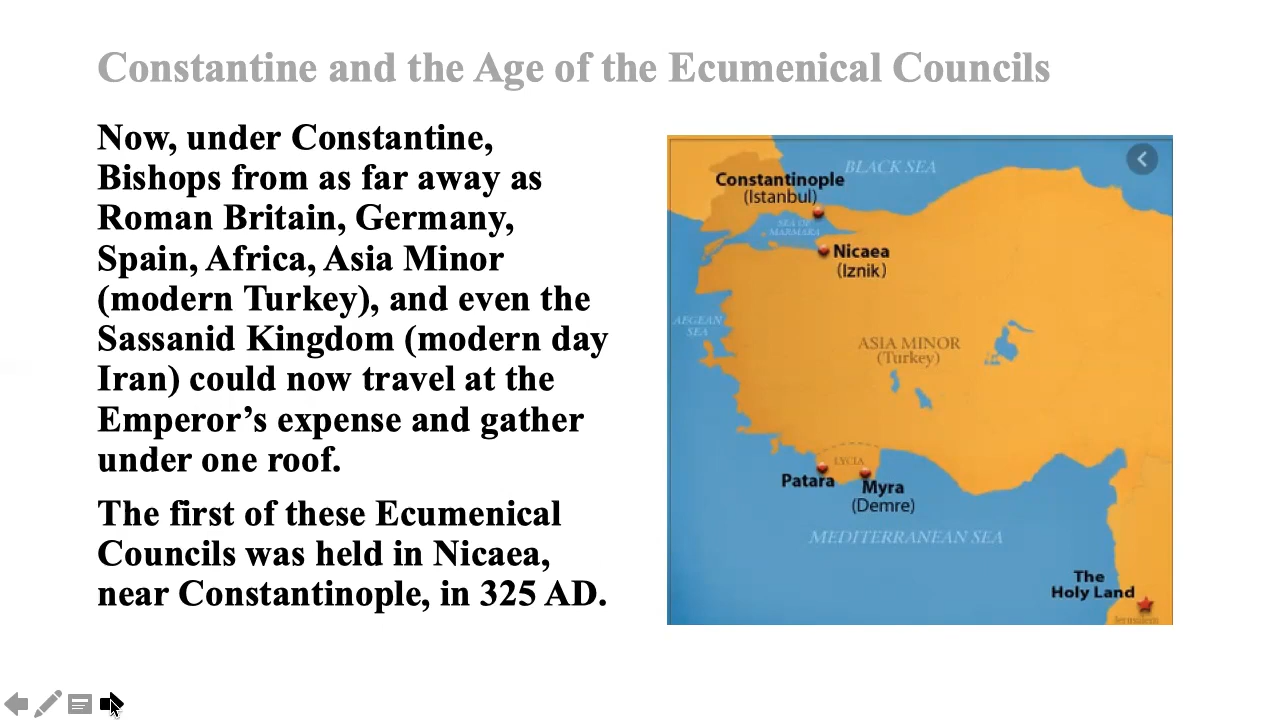 Constantine and the Age of the Ecumenical Councils
Now, under Constantine,
Bishops from as far away as
Roman Britain, Germany,
Spain, Africa, Asia Minor
(modern Turkey), and even the
Sassanid Kingdom (modern day
Iran) could now travel at the
Emperor’s expense and gather
under one roof.
The first of these Ecumenical
Councils was held in Nicaea,
near Constantinople, in 325 AD.
BLACK SEA
Constantinople
(Istanbul)
SEA OF
MARMARA
Nicaea
(Iznik)
AEGEAN
SEA
ASIA MINOR
(Turkey)
LYCIA
Patara
Myra
(Demre)
MEDITERRANEAN SEA
The
Holy Land
Jerusalem